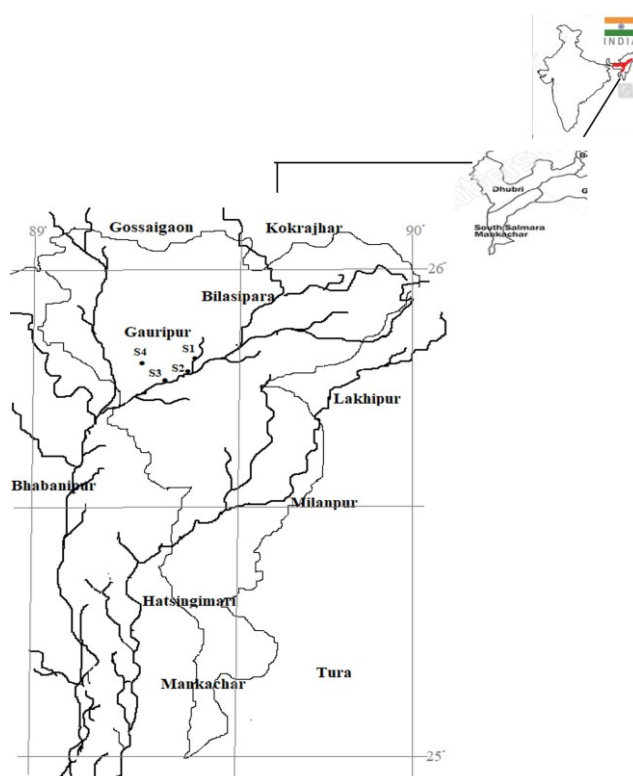 INDIA
Dhubri
South Salmara
Mankachar
Gossaigaon
Kokrajhar
89°
90°
26°
Bilasipara
Gauripur
S4
S1
S3
S2
Lakhipur
Bhabanipur
Milanpur
Hatsingimari
Mankachar
Tura
25°